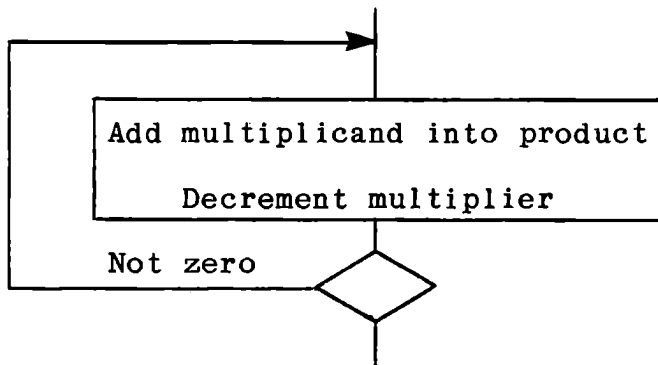 Add multiplicand into product
Decrement multiplier
Not zero